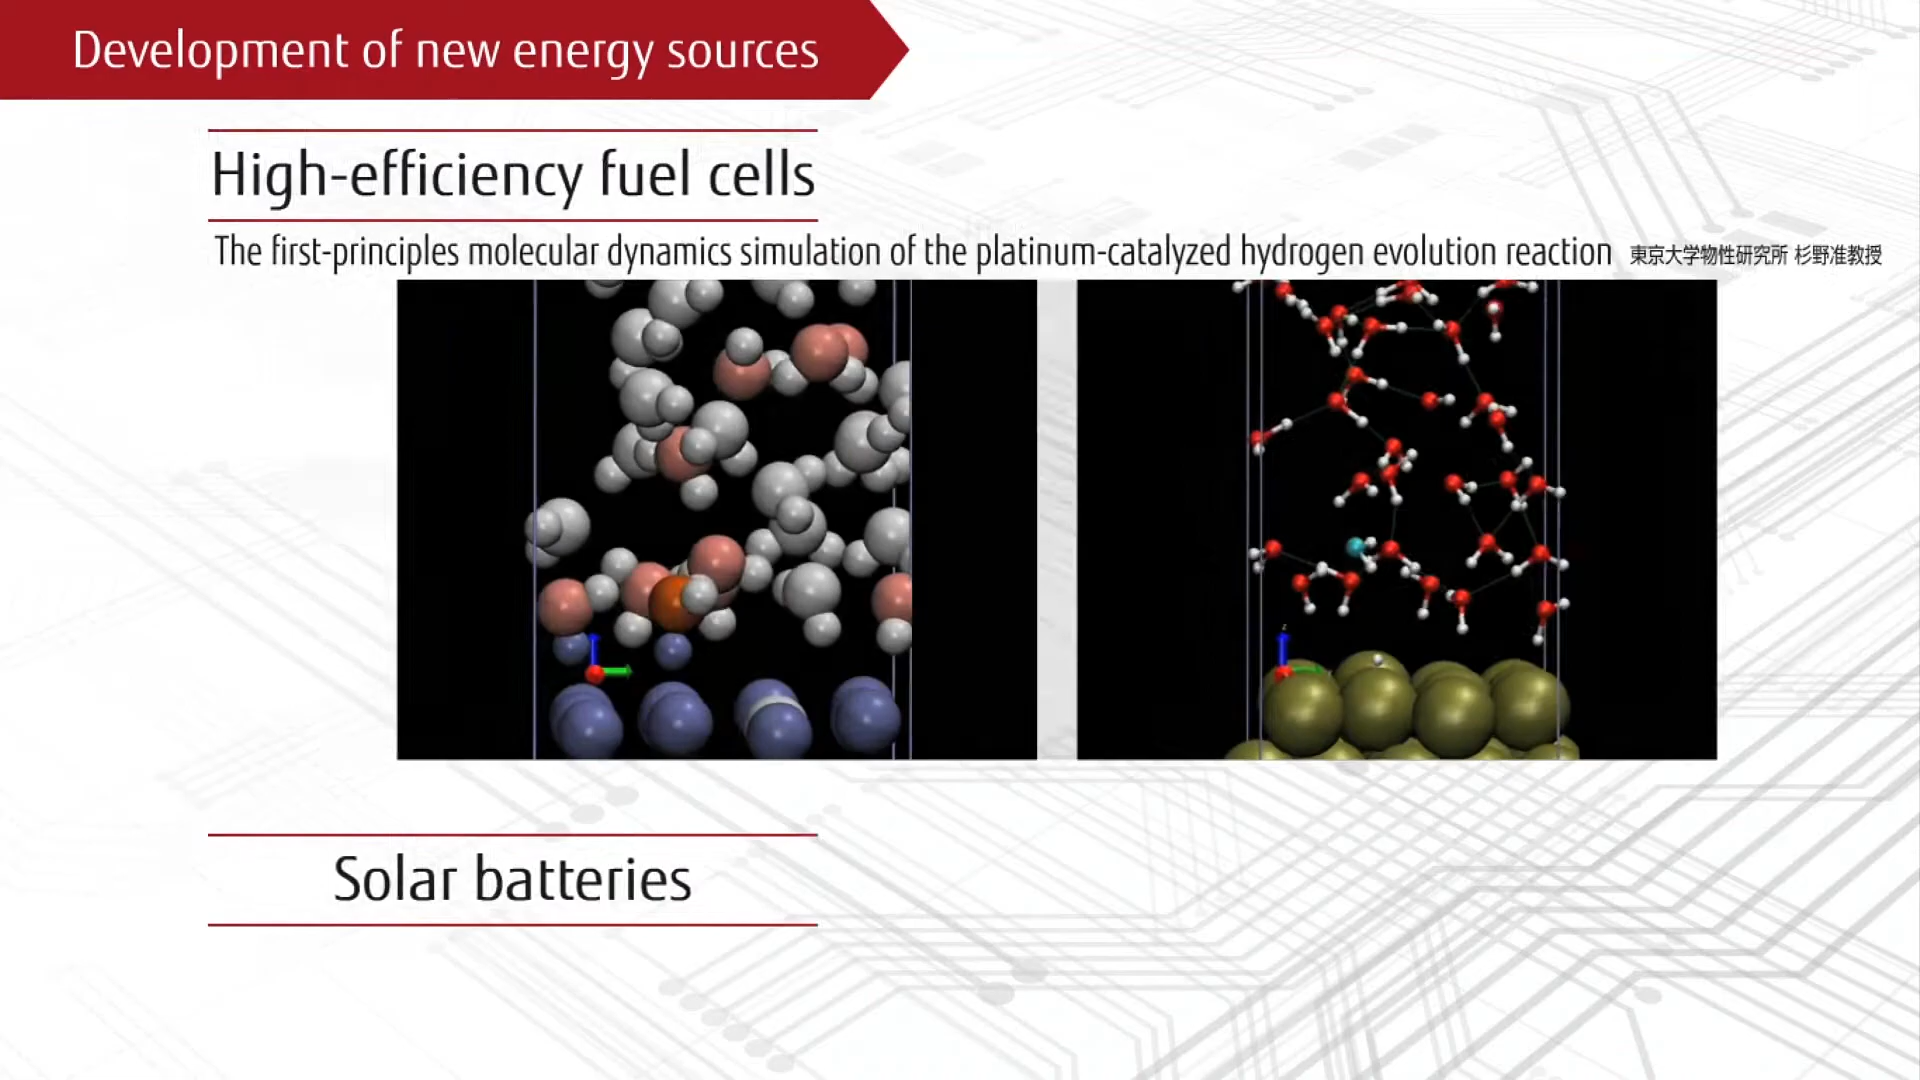 Development of new energy sources
High-efficiency fuel cells
The first-principles molecular dynamics simulation of the platinum-catalyzed hydrogen evolution reaction 東京大学物性研究所 杉野准教授
Solar batteries